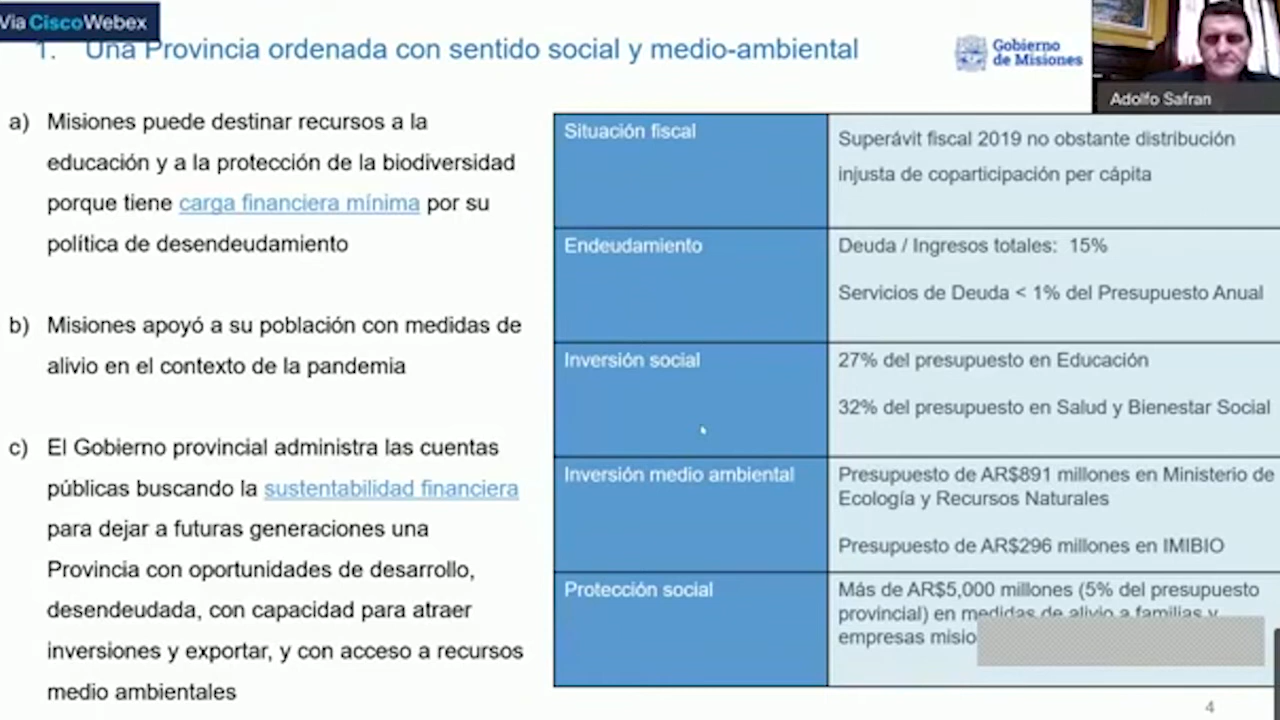 Vía CiscoWebex
1. Una Provincia ordenada con sentido social y medio-ambiental
Gobierno
de Misiones
Adolfo Safran
a) Misiones puede destinar recursos a la
educación y a la protección de la biodiversidad
porque tiene carga financiera mínima por su
política de desendeudamiento
b) Misiones apoyó a su población con medidas de
alivio en el contexto de la pandemia
c) El Gobierno provincial administra las cuentas
públicas buscando la sustentabilidad financiera
para dejar a futuras generaciones una
Provincia con oportunidades de desarrollo,
desendeudada, con capacidad para atraer
inversiones y exportar, y con acceso a recursos
medio ambientales
Situación fiscal
Superávit fiscal 2019 no obstante distribución
injusta de coparticipación per cápita
Endeudamiento
Deuda / Ingresos totales: 15%
Servicios de Deuda < 1% del Presupuesto Anual
Inversión social
27% del presupuesto en Educación
32% del presupuesto en Salud y Bienestar Social
Inversión medio ambiental
Presupuesto de AR$891 millones en Ministerio de
Ecología y Recursos Naturales
Presupuesto de AR$296 millones en IMIBIO
Protección social
Más de AR$5,000 millones (5% del presupuesto
provincial) en medidas de alivio a familias y
empresas
4